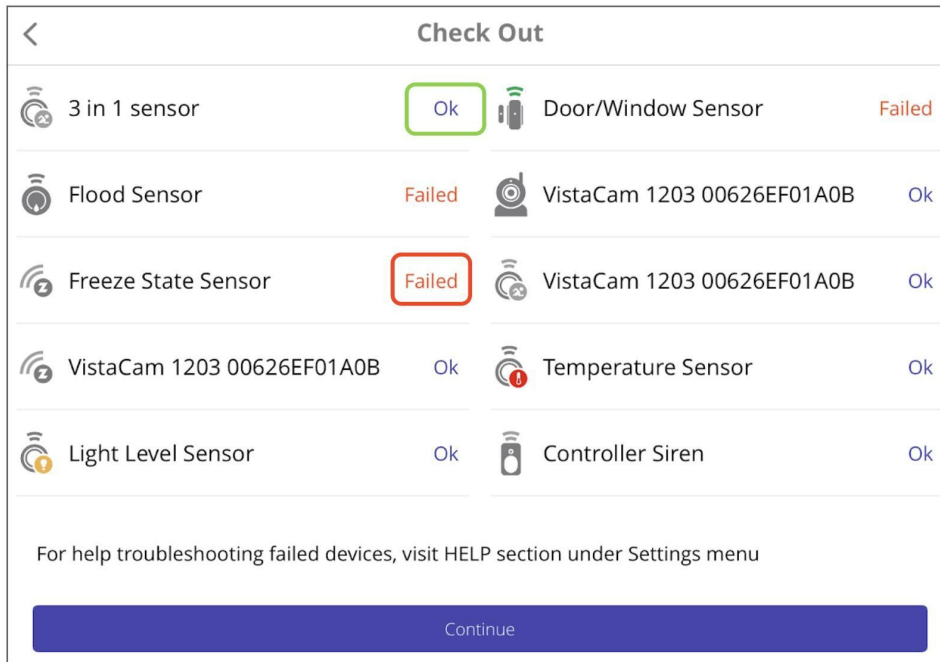 Check Out
3 in 1 sensor Ok Door/Window Sensor Failed
Flood Sensor Failed VistaCam 1203 00626EF01A0B Ok
Freeze State Sensor Failed VistaCam 1203 00626EF01A0B Ok
VistaCam 1203 00626EF01A0B Ok Temperature Sensor Ok
Light Level Sensor Ok Controller Siren Ok
For help troubleshooting failed devices, visit HELP section under Settings menu
Continue